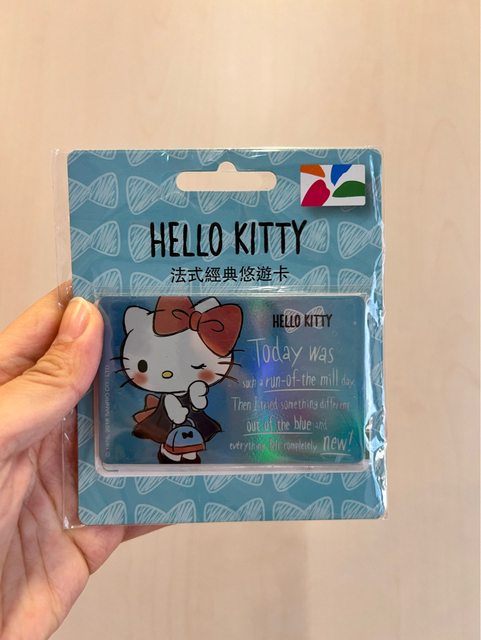 HELLO KITTY
法式經典悠遊卡
HELLO KITTY
Today was
such a run-of-the mill day.
Then I tried something different
out of the blue and
everything felt completely new!